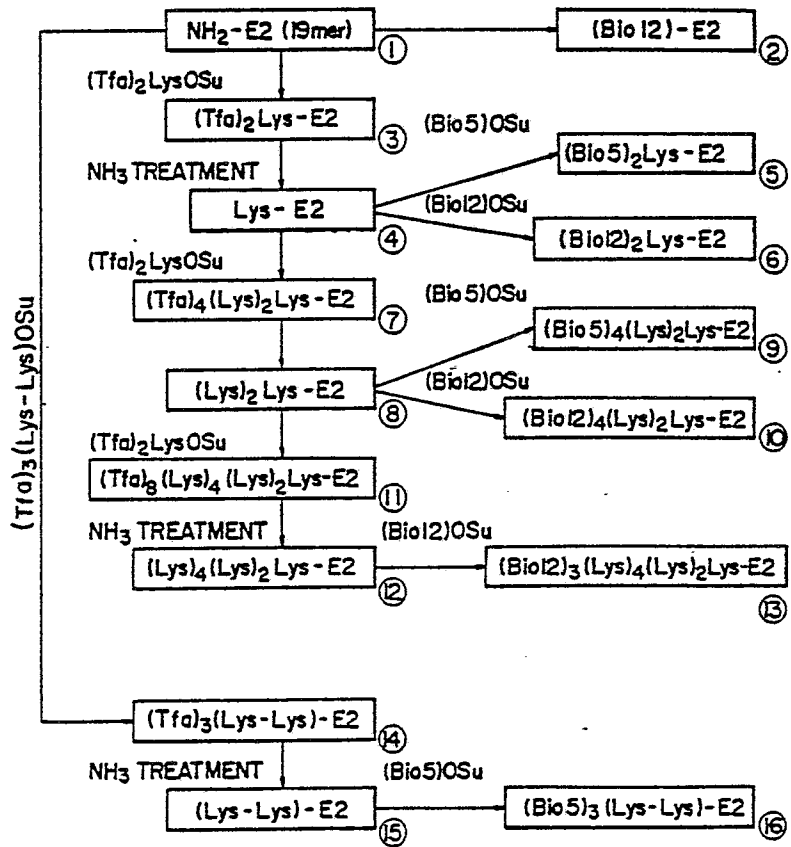 NH₂-E2 (19mer)
①
(Bio12)-E2
②
(Tfa)₂LysOSu
(Tfa)₂Lys-E2
③
(Bio5)OSu
(Bio5)₂Lys-E2
⑤
NH₃ TREATMENT
Lys-E2
④
(Bio12)OSu
(Bio12)₂Lys-E2
⑥
(Tfa)₂LysOSu
(Tfa)₄(Lys)₂Lys-E2
⑦
(Bio5)OSu
(Bio5)₄(Lys)₂Lys-E2
⑨
(Lys)₂Lys-E2
⑧
(Bio12)OSu
(Bio12)₄(Lys)₂Lys-E2
⑩
(Tfa)₂LysOSu
(Tfa)₈(Lys)₄(Lys)₂Lys-E2
⑪
NH₃ TREATMENT
(Bio12)OSu
(Lys)₄(Lys)₂Lys-E2
⑫
(Bio12)₃(Lys)₄(Lys)₂Lys-E2
⑬
(Tfa)₃(Lys-Lys)OSu
(Tfa)₃(Lys-Lys)-E2
⑭
NH₃ TREATMENT
(Bio5)OSu
(Lys-Lys)-E2
⑮
(Bio5)₃(Lys-Lys)-E2
⑯